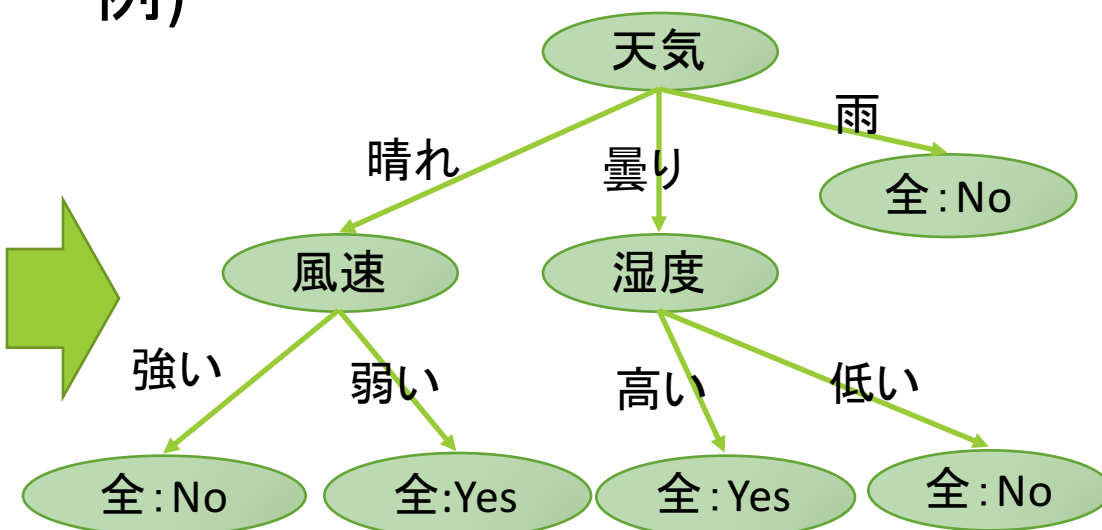 例)
天気
雨
晴れ
曇り
全：No
風速
湿度
強い
弱い
高い
低い
全：No
全:Yes
全：Yes
全：No